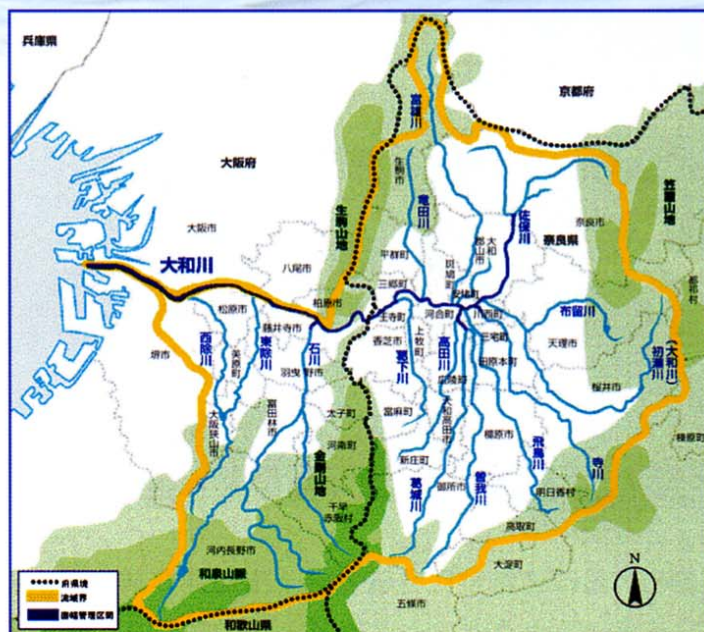 兵庫県
京都府
大阪府
大阪市
富雄川
生駒市
生駒山地
竜田川
佐保川
奈良県
奈良市
笠置山地
都祁村
大和川
八尾市
柏原市
平群町
三郷町
斑鳩町
大和
郡山市
安堵町
川西町
王寺町
河合町
三宅町
田原本町
布留川
天理市
初瀬川
(大和川)
桜井市
榛原町
松原市
藤井寺市
堺市
西除川
美原町
東除川
羽曳野市
石川
香芝市
上牧町
葛下川
高田川
広陵町
大和高田市
富田林市
太子町
河南町
大阪狭山市
金剛山地
千早
赤阪村
當麻町
新庄町
葛城川
御所市
曽我川
橿原市
飛鳥川
明日香村
寺川
高取町
大淀町
五條市
河内長野市
和泉山脈
和歌山県
府県境
流域界
直轄管理区間
N